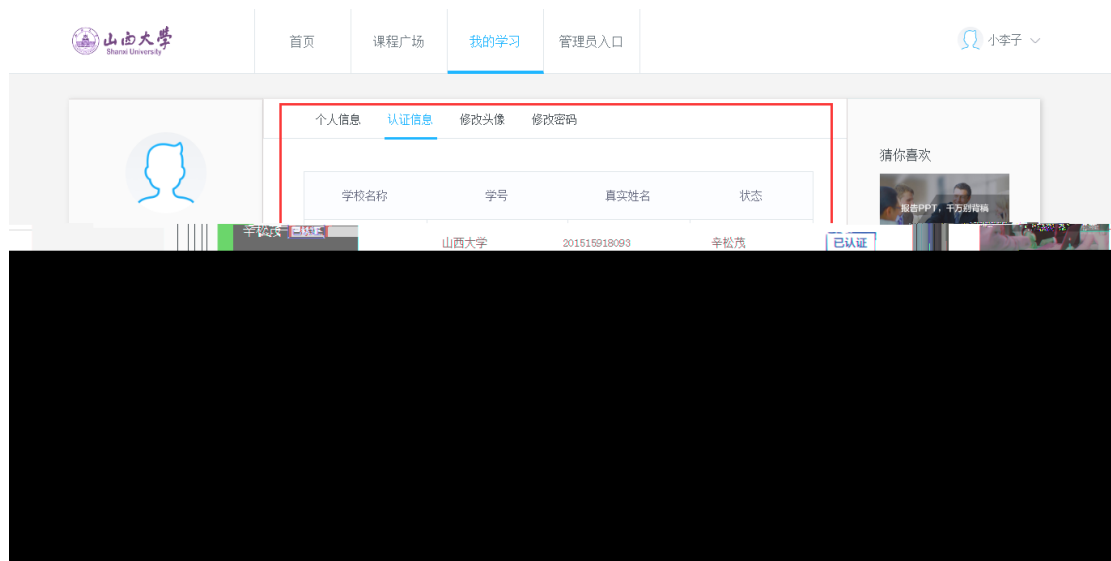 山西大学
Shanxi University
首页 课程广场 我的学习 管理员入口
小李子
个人信息 认证信息 修改头像 修改密码
猜你喜欢
学校名称 学号 真实姓名 状态
报告PPT，千万别背稿
山西大学 201515918093 辛松茂 已认证